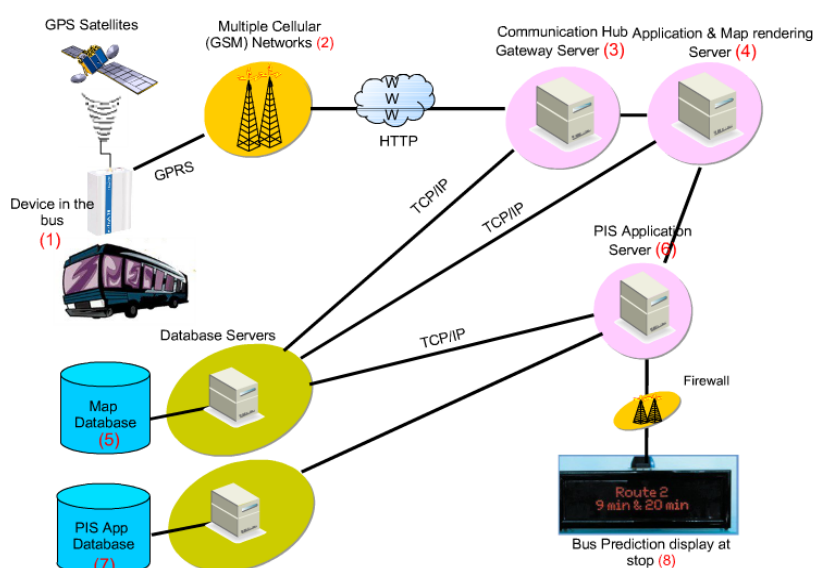 GPS Satellites
Multiple Cellular
(GSM) Networks (2)
Communication Hub
Gateway Server (3)
Application & Map rendering
Server (4)
W
W
W
HTTP
GPRS
Device in the
bus
(1)
TCP/IP
TCP/IP
PIS Application
Server (6)
Database Servers
TCP/IP
Map
Database
(5)
Firewall
Route 2
9 min & 20 min
PIS App
Database
(7)
Bus Prediction display at
stop (8)